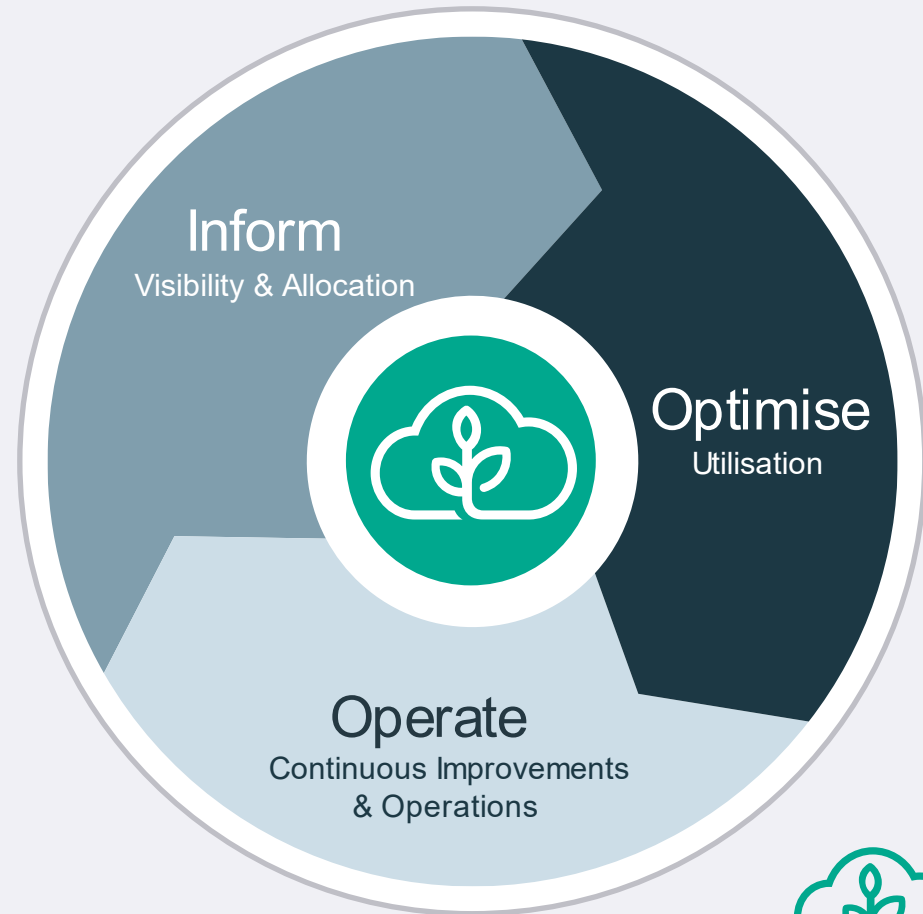 Inform
Visibility & Allocation
Optimise
Utilisation
Operate
Continuous Improvements
& Operations